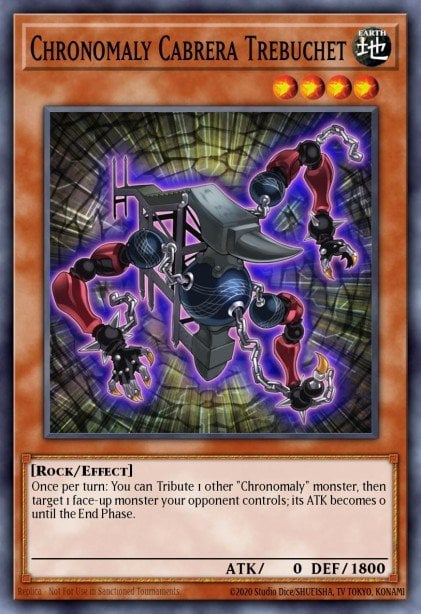 Chronomaly Cabrera Trebuchet
EARTH
地
[Rock/Effect]
Once per turn: You can Tribute 1 other "Chronomaly" monster, then
target 1 face-up monster your opponent controls; its ATK becomes 0
until the End Phase.
ATK/ 0 DEF/1800
Replica - Not For Use in Sanctioned Tournaments
©2020 Studio Dice/SHUEISHA, TV TOKYO, KONAMI